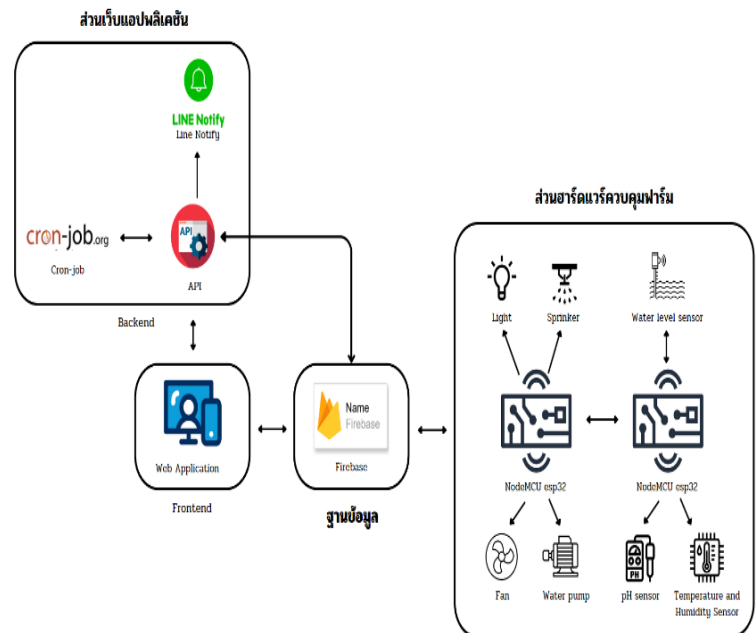 ส่วนเว็บแอปพลิเคชัน
LINE Notify
Line Notify
cron-job.org
Cron-job
API
API
Backend
Web Application
Frontend
Name
Firebase
Firebase
ฐานข้อมูล
ส่วนฮาร์ดแวร์ควบคุมฟาร์ม
Light
Sprinker
Water level sensor
NodeMCU esp32
NodeMCU esp32
Fan
Water pump
PH
pH sensor
Temperature and
Humidity Sensor